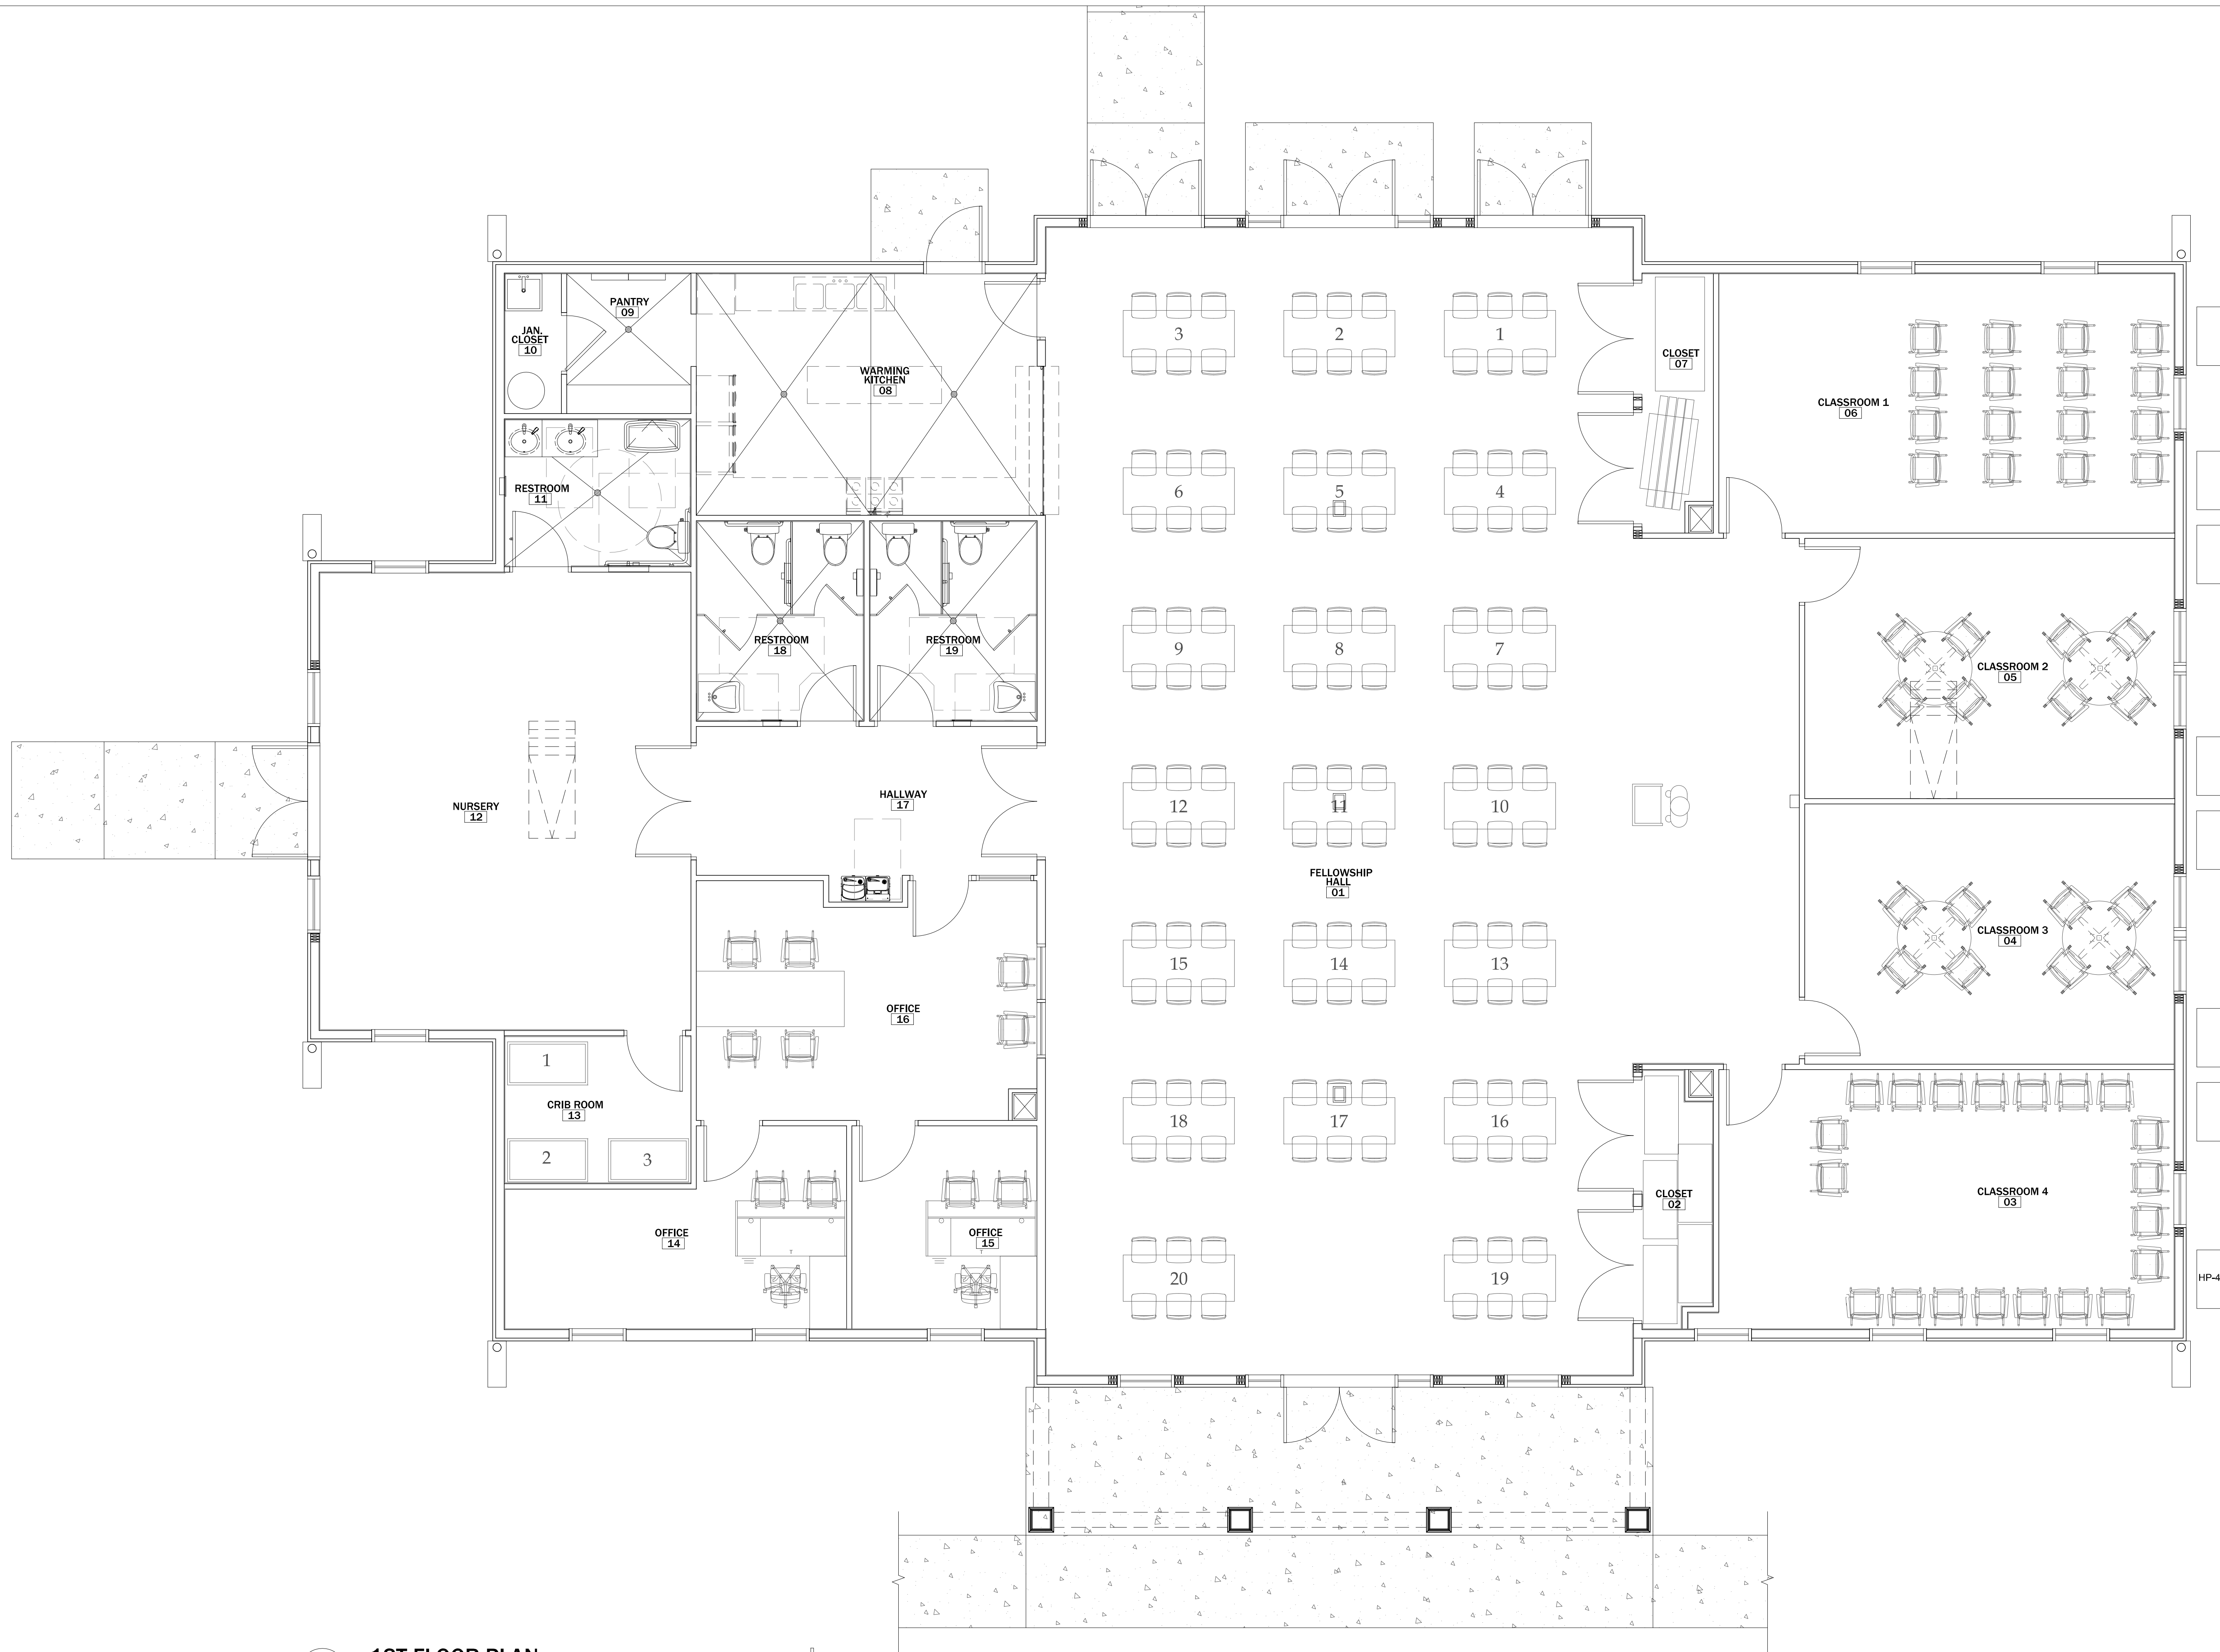 PANTRY
09
JAN.
CLOSET
10
WARMING
KITCHEN
08
3
2
1
CLOSET
07
CLASSROOM 1
06
RESTROOM
11
6
5
4
RESTROOM
18
RESTROOM
19
9
8
7
CLASSROOM 2
05
NURSERY
12
HALLWAY
17
12
11
10
FELLOWSHIP
HALL
01
CLASSROOM 3
04
15
14
13
OFFICE
16
1
CRIB ROOM
13
2
3
18
17
16
CLOSET
02
CLASSROOM 4
03
OFFICE
14
OFFICE
15
T
T
20
19
HP-4
1ST FLOOR PLAN